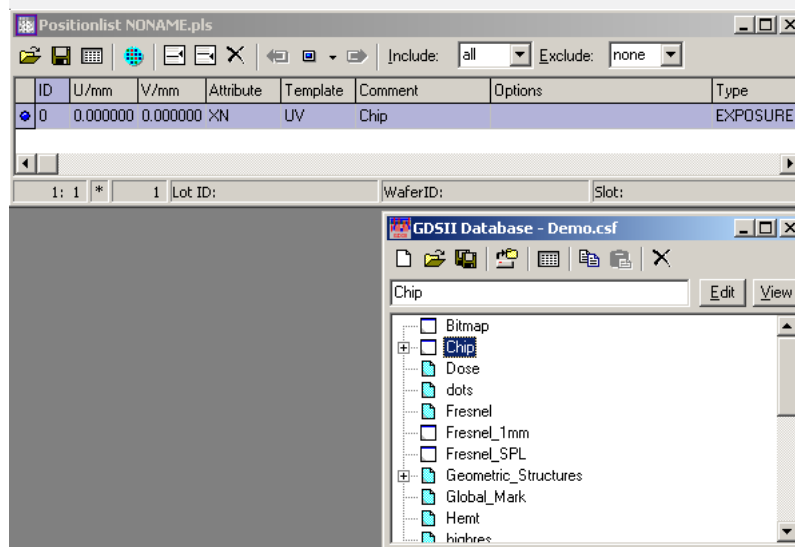 Positionlist NONAME.pls
Include: all Exclude: none
ID U/mm V/mm Attribute Template Comment Options Type
0 0.000000 0.000000 XN UV Chip EXPOSURE
1: 1 * 1 Lot ID: WaferID: Slot:
GDSII Database - Demo.csf
Chip Edit View
Bitmap
Chip
Dose
dots
Fresnel
Fresnel_1mm
Fresnel_SPL
Geometric_Structures
Global_Mark
Hemt
highres